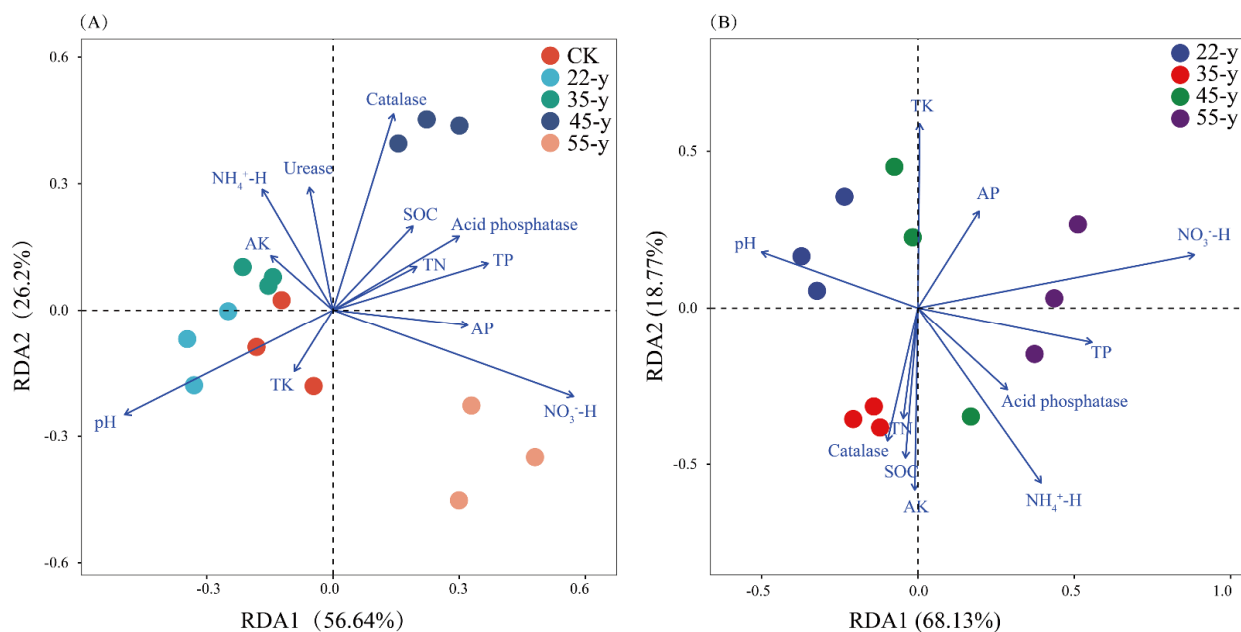 (A)
0.6
0.3
0.0
-0.3
-0.6
RDA2 (26.2%)
CK
22-y
35-y
45-y
55-y
Catalase
Urease
NH₄⁺-H
SOC
Acid phosphatase
AK
TN
TP
AP
TK
NO₃⁻-H
pH
-0.3
0.0
0.3
0.6
RDA1 (56.64%)
(B)
0.5
0.0
-0.5
RDA2 (18.77%)
22-y
35-y
45-y
55-y
TK
AP
NO₃⁻-H
pH
TP
Acid phosphatase
TN
Catalase
SOC
AK
NH₄⁺-H
-0.5
0.0
0.5
1.0
RDA1 (68.13%)